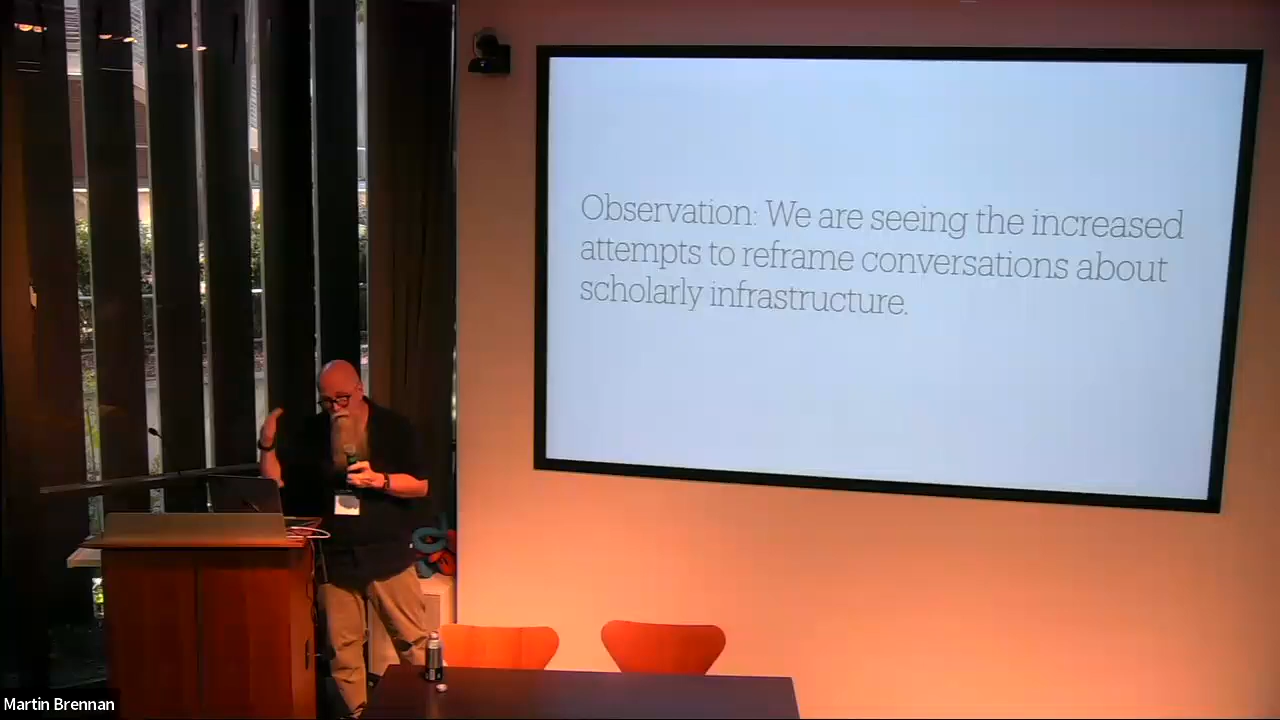 Observation: We are seeing the increased
attempts to reframe conversations about
scholarly infrastructure.
Martin Brennan